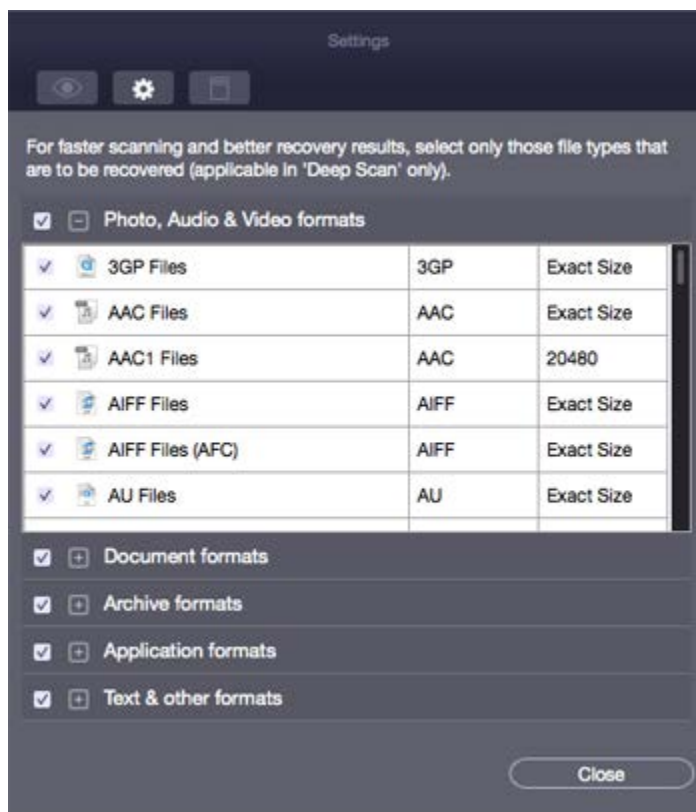 Settings
For faster scanning and better recovery results, select only those file types that
are to be recovered (applicable in 'Deep Scan' only).
Photo, Audio & Video formats
3GP Files 3GP Exact Size
AAC Files AAC Exact Size
AAC1 Files AAC 20480
AIFF Files AIFF Exact Size
AIFF Files (AFC) AIFF Exact Size
AU Files AU Exact Size
Document formats
Archive formats
Application formats
Text & other formats
Close